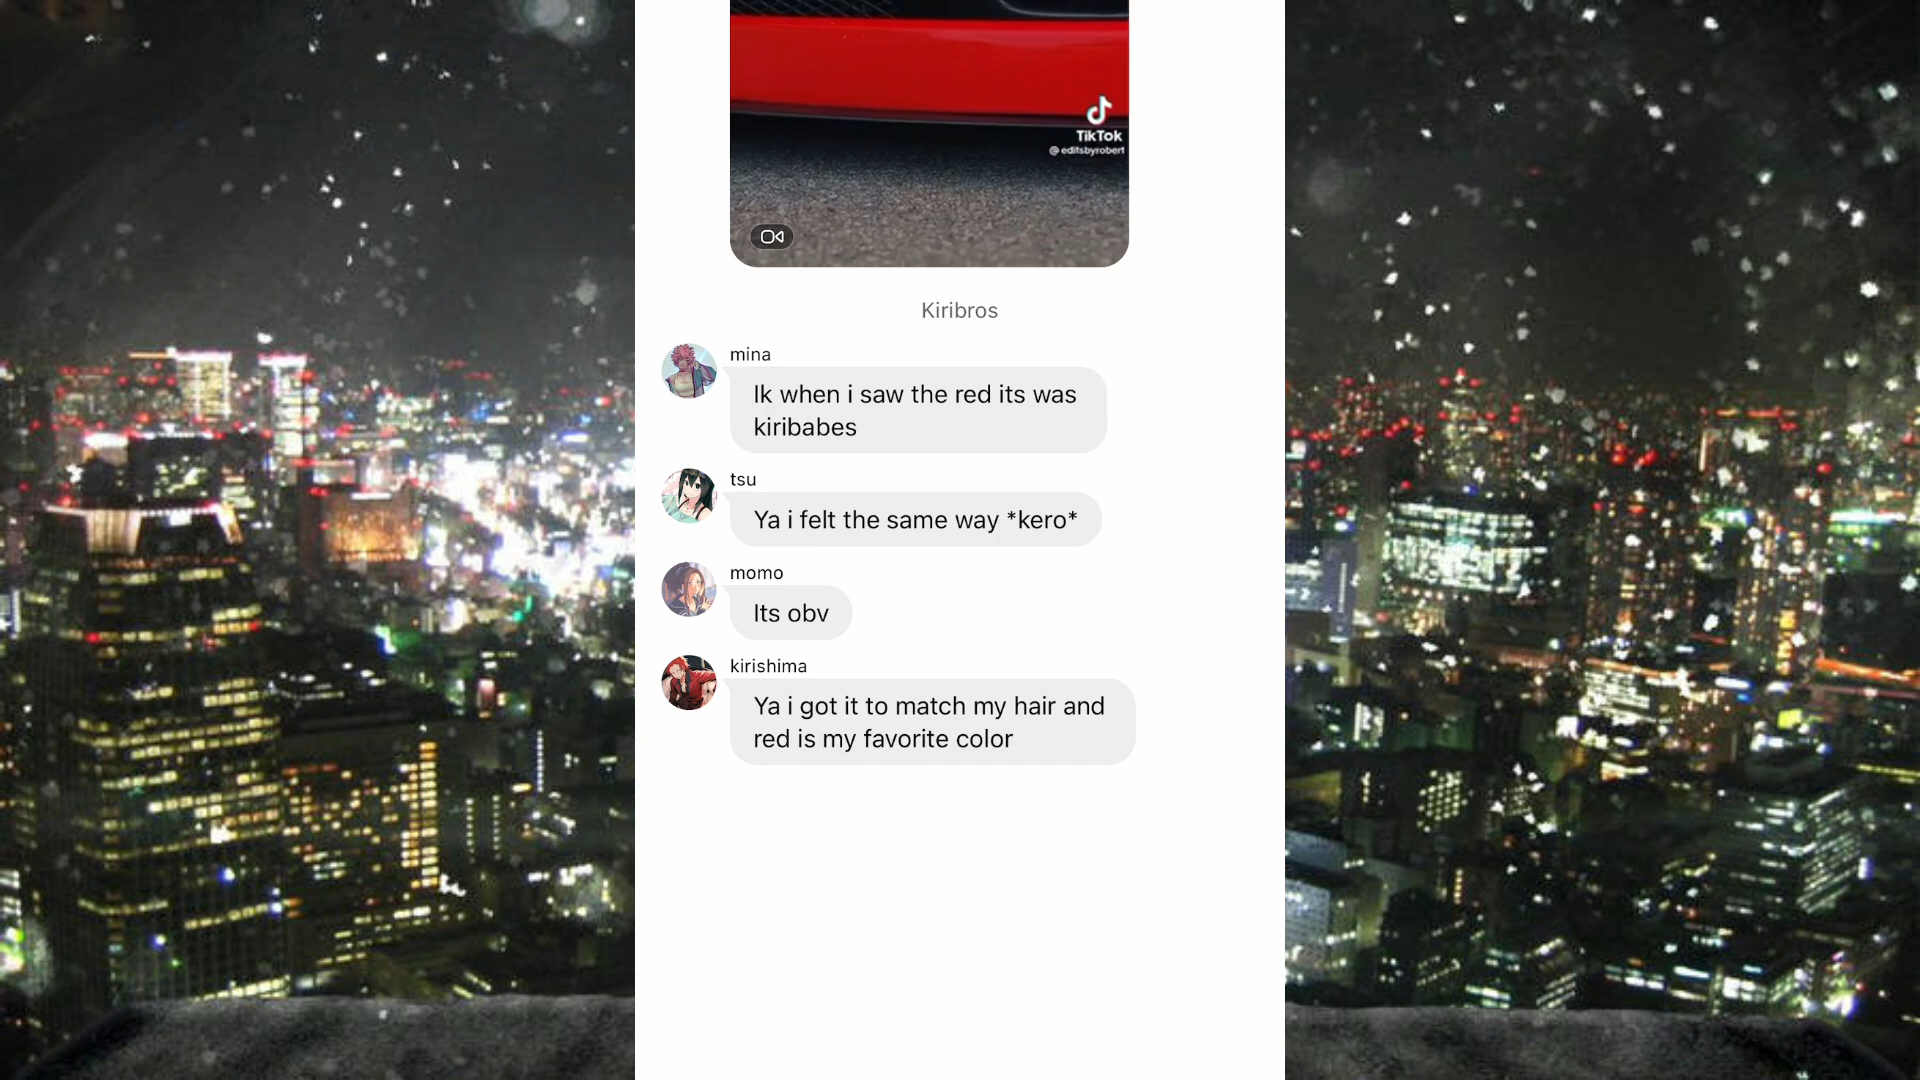 TikTok
@editsbyrobert
Kiribros
mina
Ik when i saw the red its was
kiribabes
tsu
Ya i felt the same way *kero*
momo
Its obv
kirishima
Ya i got it to match my hair and
red is my favorite color